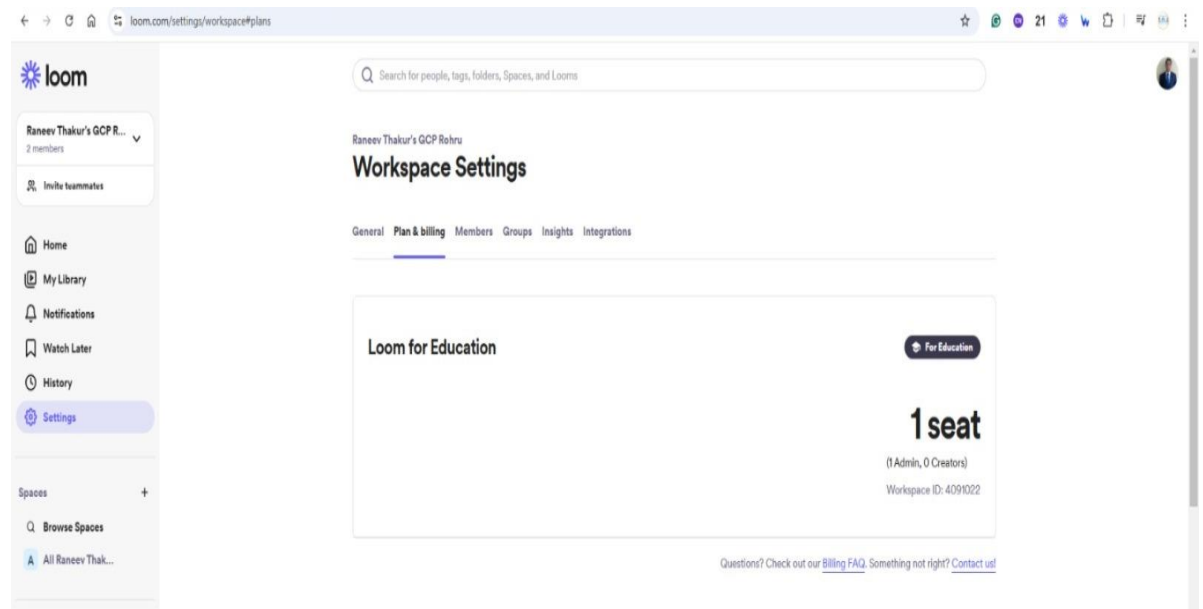 loom.com/settings/workspace#plans
21
loom
Search for people, tags, folders, Spaces, and Looms
Raneev Thakur's GCP R...
2 members
Invite teammates
Home
My Library
Notifications
Watch Later
History
Settings
Spaces +
Browse Spaces
A All Raneev Thak...
Raneev Thakur's GCP Rohru
Workspace Settings
General Plan & billing Members Groups Insights Integrations
Loom for Education
For Education
1 seat
(1 Admin, 0 Creators)
Workspace ID: 4091022
Questions? Check out our Billing FAQ. Something not right? Contact us!